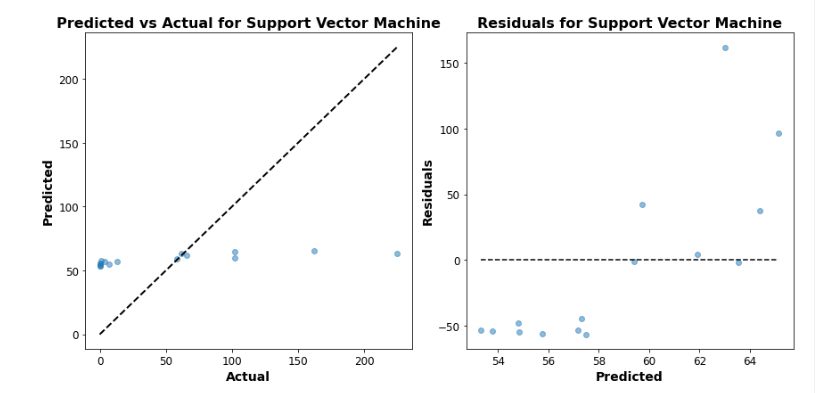 Predicted vs Actual for Support Vector Machine
Predicted
200
150
100
50
0
0 50 100 150 200
Actual
Residuals for Support Vector Machine
Residuals
150
100
50
0
−50
54 56 58 60 62 64
Predicted